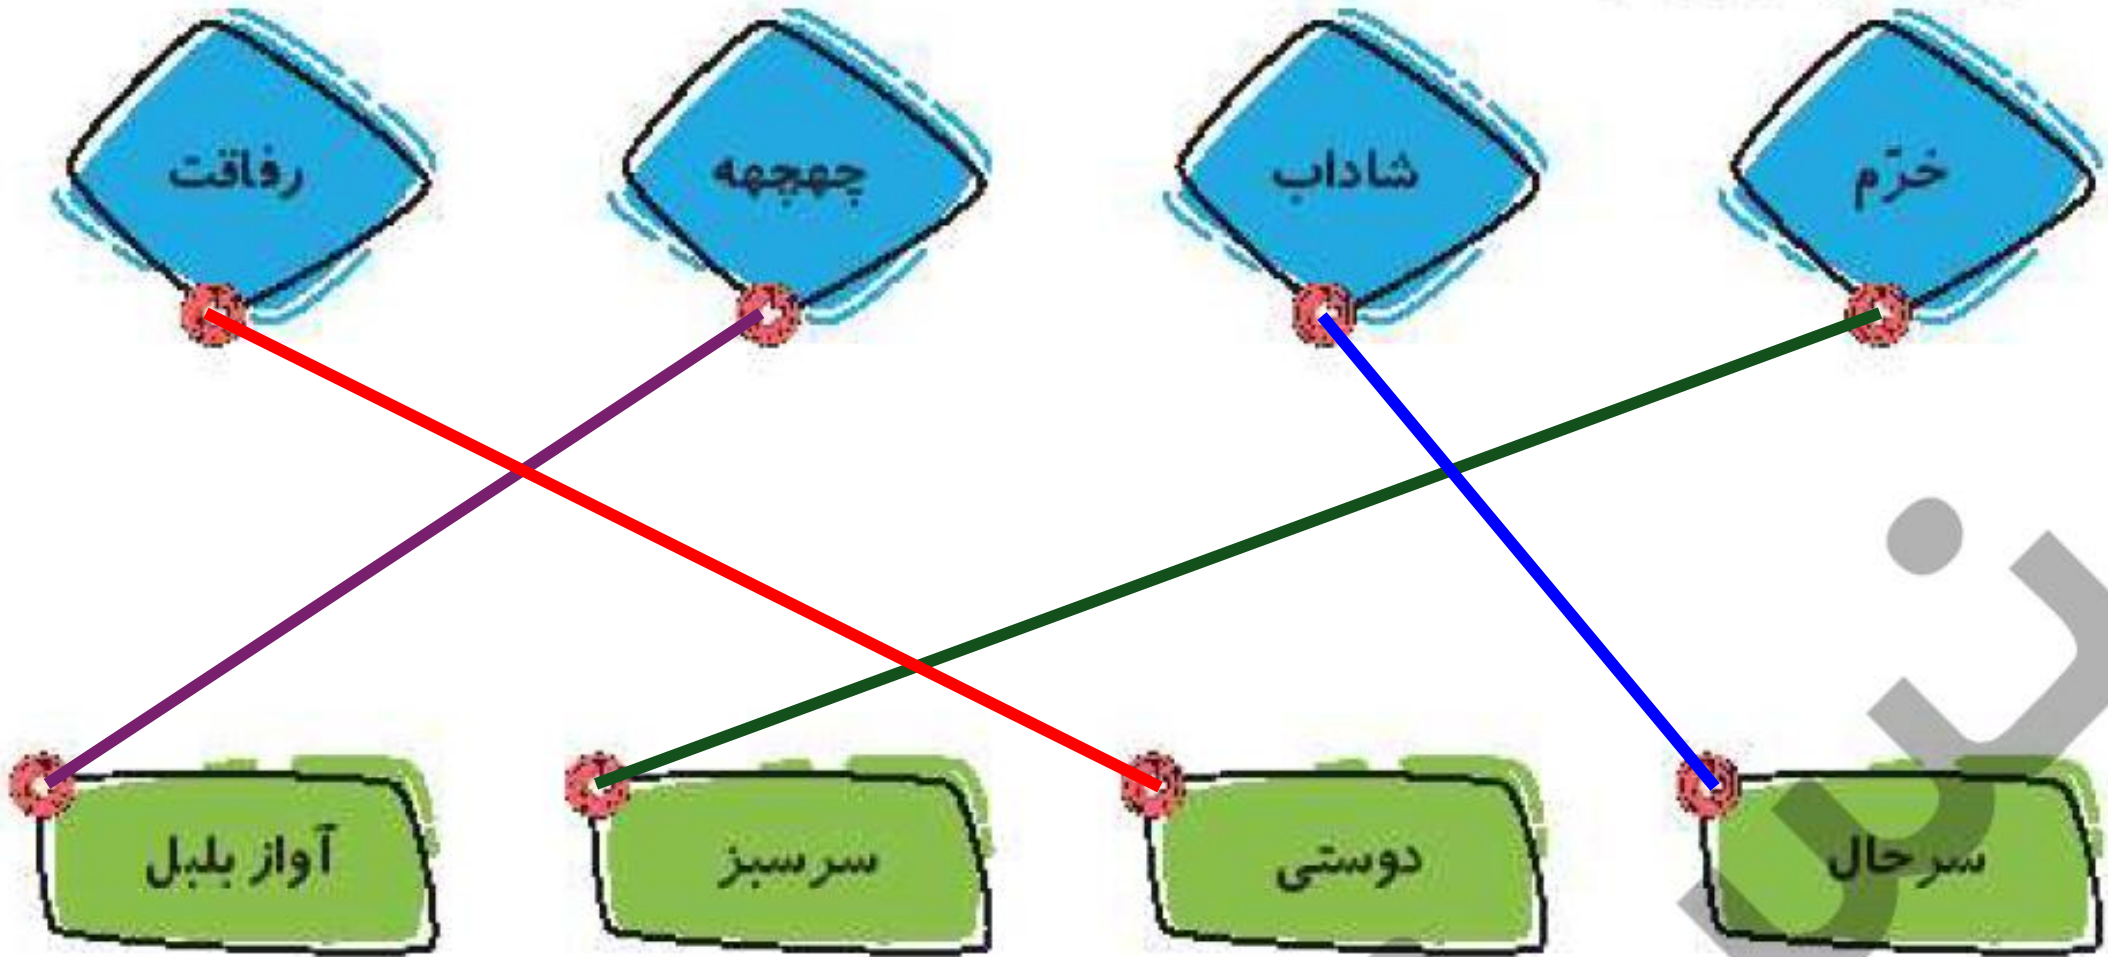 خرّم
شاداب
چهچهه
رفاقت
سرحال
دوستی
سرسبز
آواز بلبل